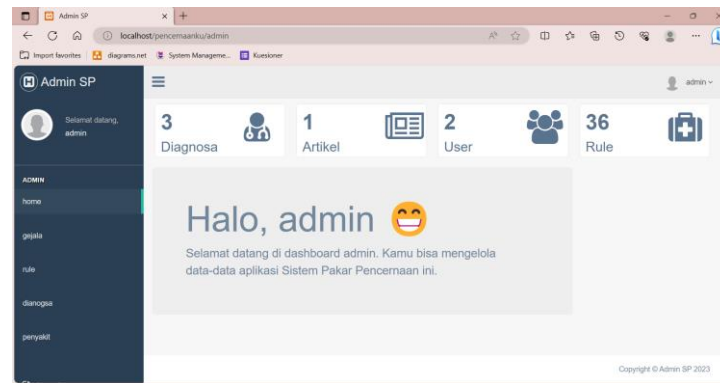 Admin SP
localhost/pencernaanku/admin
Import favorites
diagrams.net
System Manageme...
Kuesioner
Admin SP
admin
Selamat datang,
admin
3
Diagnosa
1
Artikel
2
User
36
Rule
ADMIN
home
gejala
rule
dianogsa
penyakit
Halo, admin
Selamat datang di dashboard admin. Kamu bisa mengelola
data-data aplikasi Sistem Pakar Pencernaan ini.
Copyright © Admin SP 2023